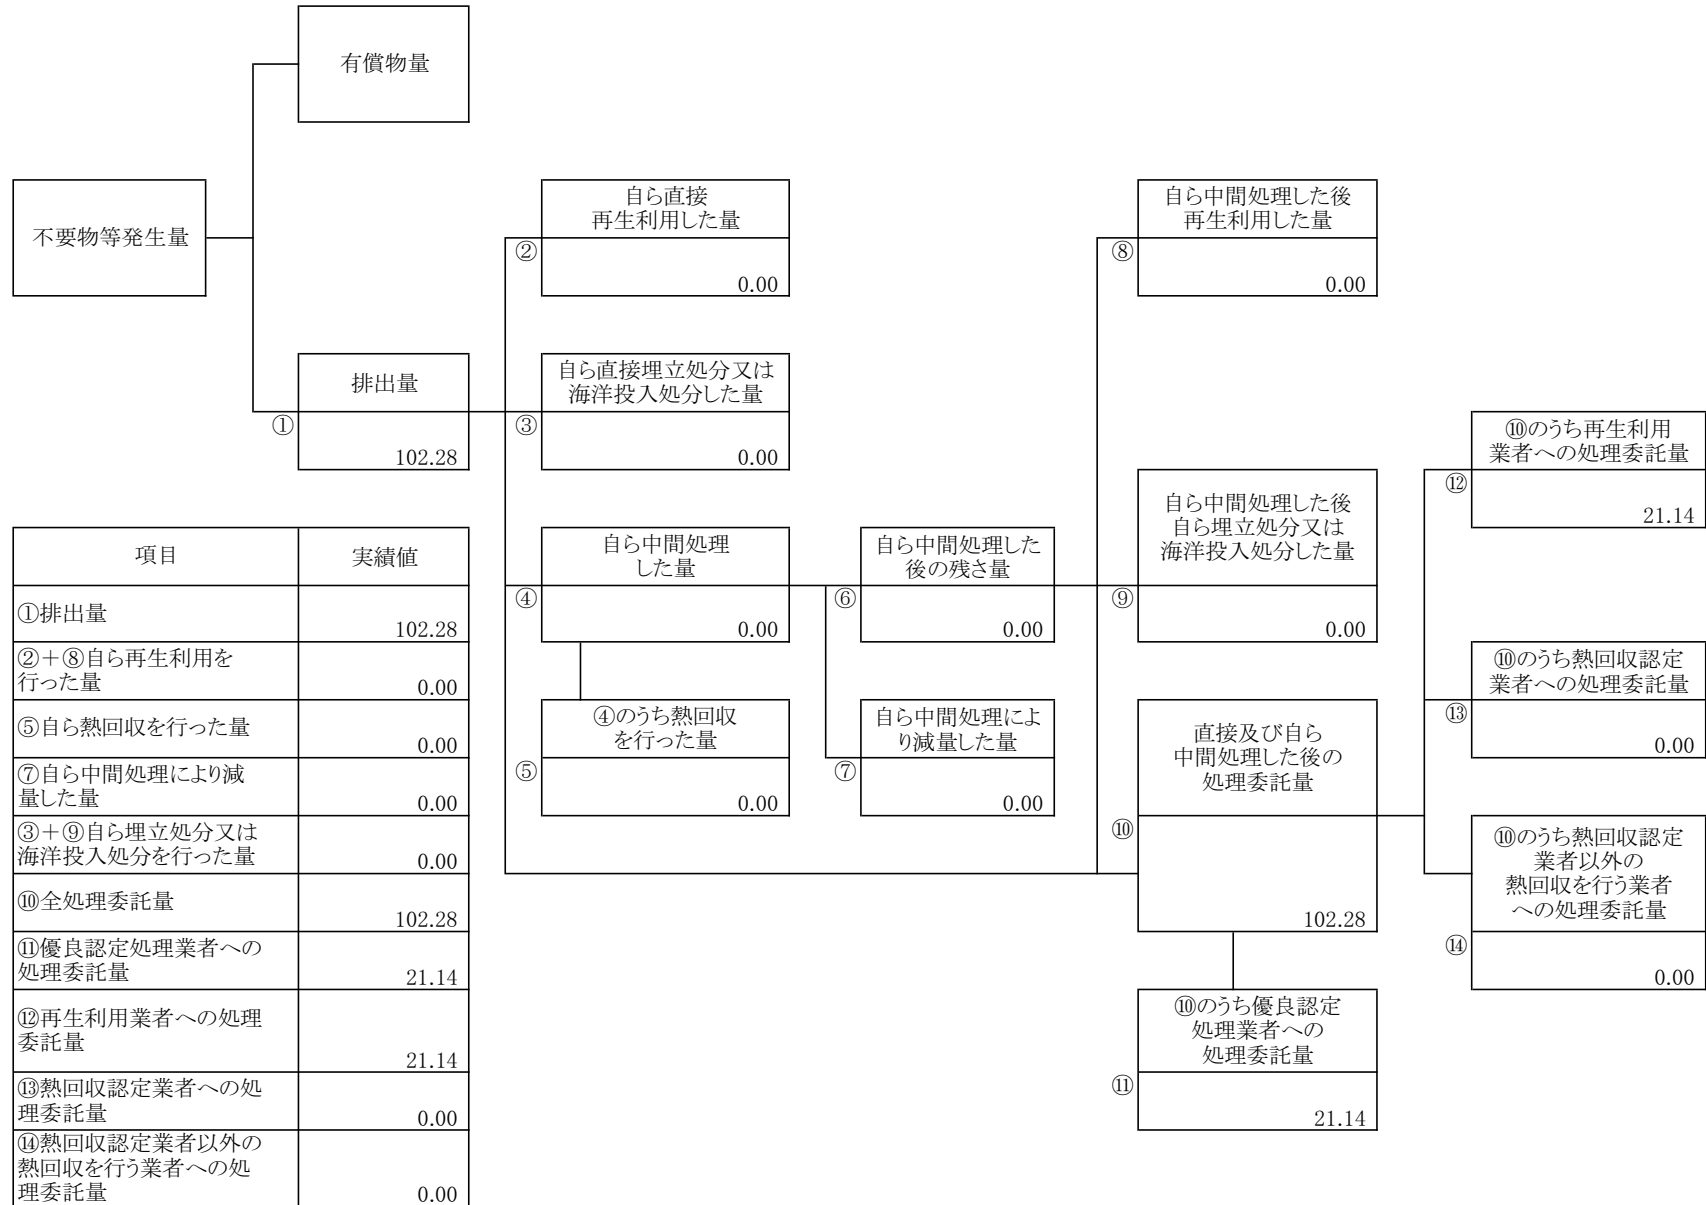 有償物量
不要物等発生量
排出量
①
102.28
自ら直接
再生利用した量
②
0.00
自ら直接埋立処分又は
海洋投入処分した量
③
0.00
自ら中間処理
した量
④
0.00
④のうち熱回収
を行った量
⑤
0.00
自ら中間処理した
後の残さ量
⑥
0.00
自ら中間処理によ
り減量した量
⑦
0.00
自ら中間処理した後
再生利用した量
⑧
0.00
自ら中間処理した後
自ら埋立処分又は
海洋投入処分した量
⑨
0.00
直接及び自ら
中間処理した後の
処理委託量
⑩
102.28
⑩のうち優良認定
処理業者への
処理委託量
⑪
21.14
⑩のうち再生利用
業者への処理委託量
⑫
21.14
⑩のうち熱回収認定
業者への処理委託量
⑬
0.00
⑩のうち熱回収認定
業者以外の
熱回収を行う業者
への処理委託量
⑭
0.00
項目 実績値
①排出量
102.28
②＋⑧自ら再生利用を
行った量
0.00
⑤自ら熱回収を行った量
0.00
⑦自ら中間処理により減
量した量
0.00
③＋⑨自ら埋立処分又は
海洋投入処分を行った量
0.00
⑩全処理委託量
102.28
⑪優良認定処理業者への
処理委託量
21.14
⑫再生利用業者への処理
委託量
21.14
⑬熱回収認定業者への処
理委託量
0.00
⑭熱回収認定業者以外の
熱回収を行う業者への処
理委託量
0.00